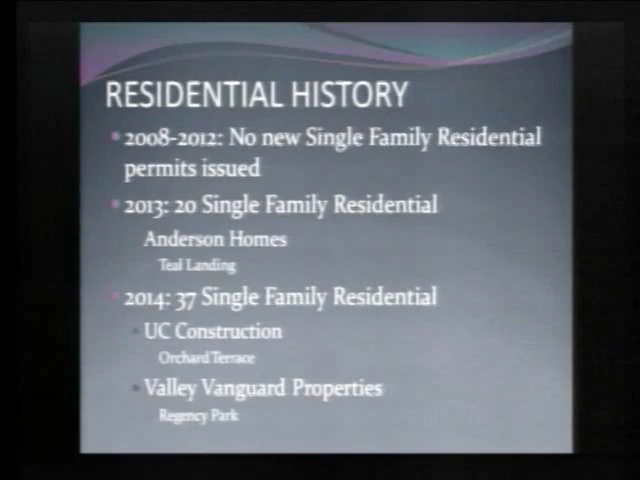 RESIDENTIAL HISTORY
2008-2012: No new Single Family Residential
permits issued
2013: 20 Single Family Residential
Anderson Homes
Teal Landing
2014: 37 Single Family Residential
UC Construction
Orchard Terrace
Valley Vanguard Properties
Regency Park